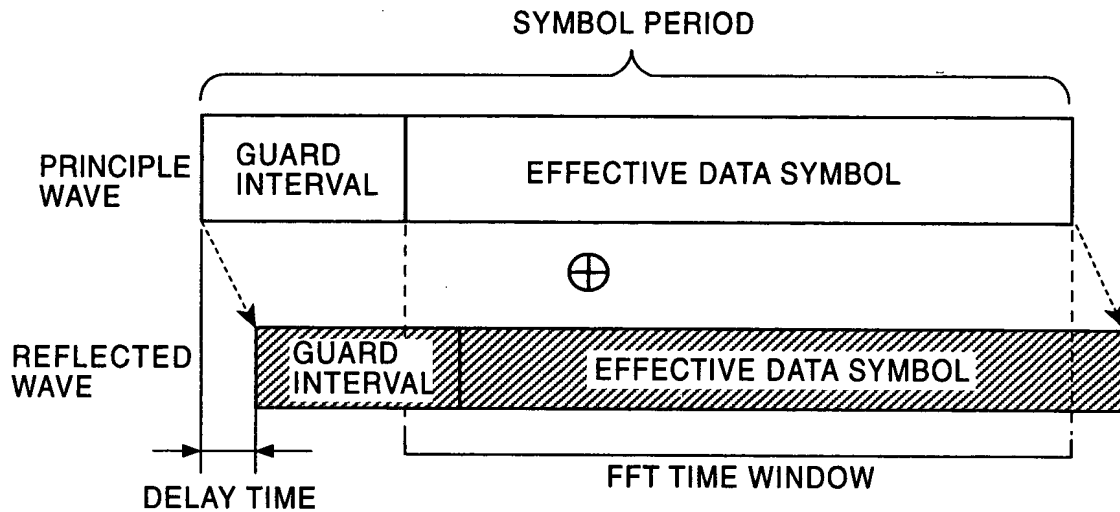 SYMBOL PERIOD
PRINCIPLE
WAVE
GUARD
INTERVAL
EFFECTIVE DATA SYMBOL
REFLECTED
WAVE
GUARD
INTERVAL
EFFECTIVE DATA SYMBOL
DELAY TIME
FFT TIME WINDOW